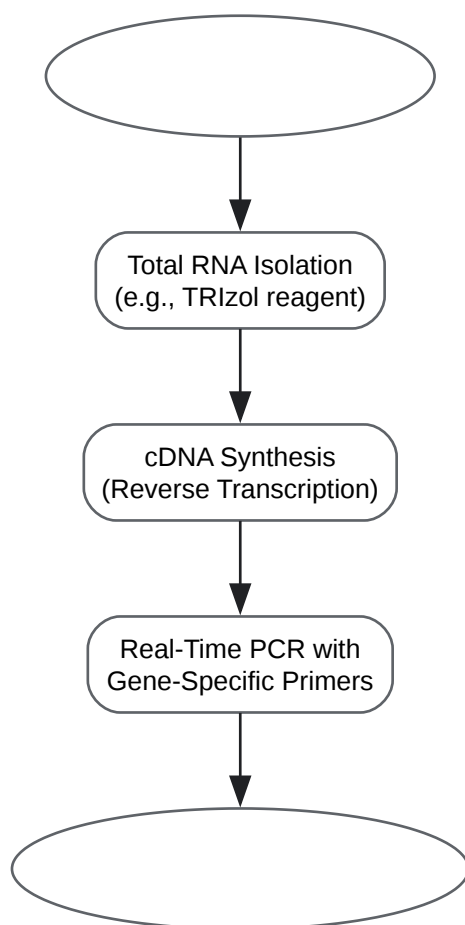 Total RNA Isolation
(e.g., TRIzol reagent)
cDNA Synthesis
(Reverse Transcription)
Real-Time PCR with
Gene-Specific Primers